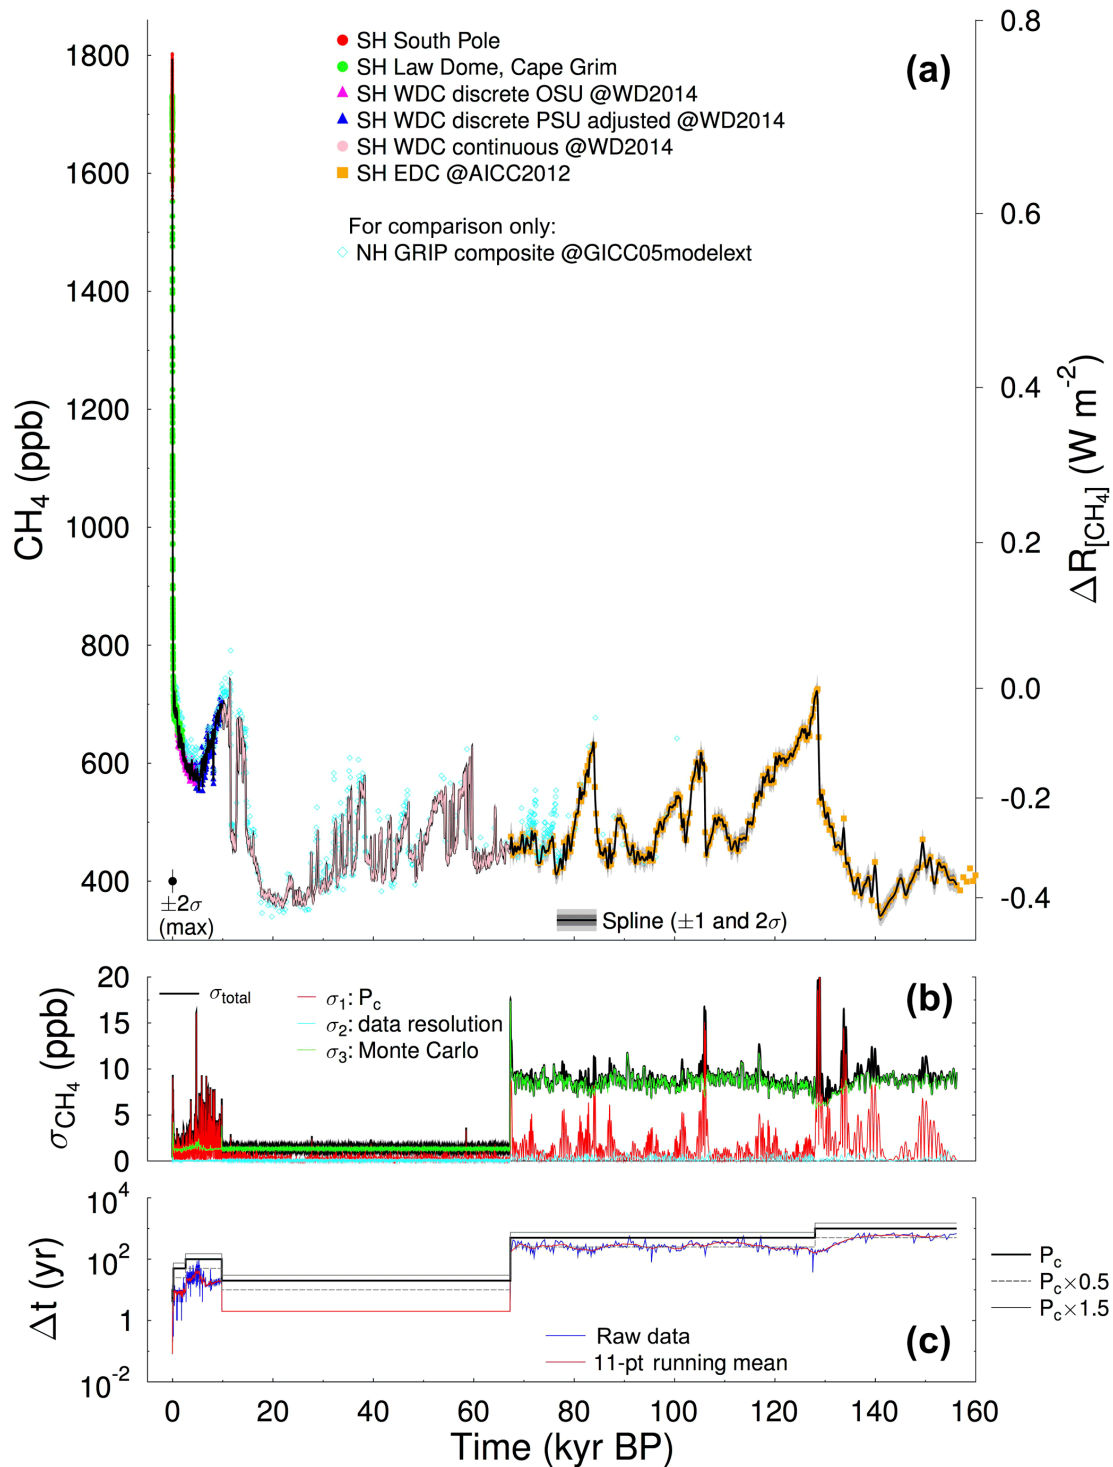 (a)
SH South Pole
SH Law Dome, Cape Grim
SH WDC discrete OSU @WD2014
SH WDC discrete PSU adjusted @WD2014
SH WDC continuous @WD2014
SH EDC @AICC2012
For comparison only:
NH GRIP composite @GICC05modelext
1800
1600
1400
1200
1000
800
600
400
CH₄ (ppb)
0.8
0.6
0.4
0.2
0.0
-0.2
-0.4
ΔR[CH₄] (W m⁻²)
±2σ
(max)
Spline (±1 and 2σ)
(b)
20
15
10
5
0
σCH₄ (ppb)
σtotal
σ₁: Pc
σ₂: data resolution
σ₃: Monte Carlo
(c)
10⁴
10²
1
10⁻²
Δt (yr)
Pc
Pc×0.5
Pc×1.5
Raw data
11-pt running mean
0 20 40 60 80 100 120 140 160
Time (kyr BP)